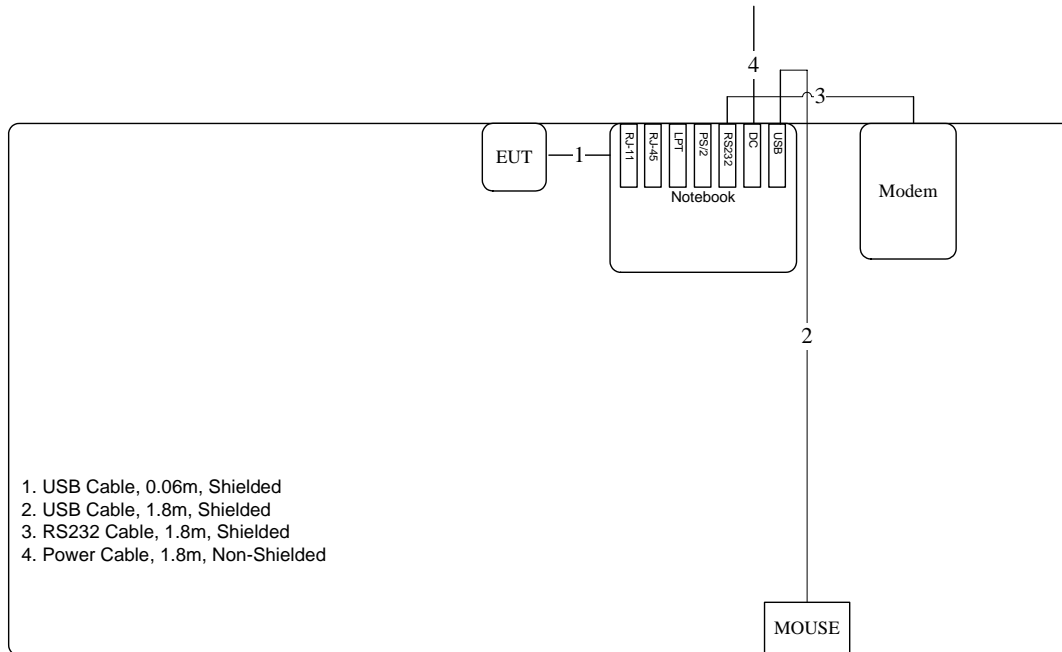 4
3
EUT
1
RJ-11
RJ-45
LPT
PS/2
RS232
DC
USB
Notebook
Modem
2
1. USB Cable, 0.06m, Shielded
2. USB Cable, 1.8m, Shielded
3. RS232 Cable, 1.8m, Shielded
4. Power Cable, 1.8m, Non-Shielded
MOUSE